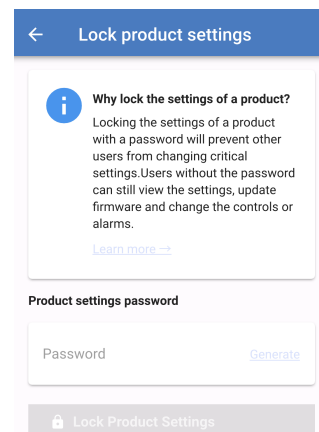 Lock product settings
Why lock the settings of a product?
Locking the settings of a product
with a password will prevent other
users from changing critical
settings.Users without the password
can still view the settings, update
firmware and change the controls or
alarms.
Learn more →
Product settings password
Password Generate
Lock Product Settings